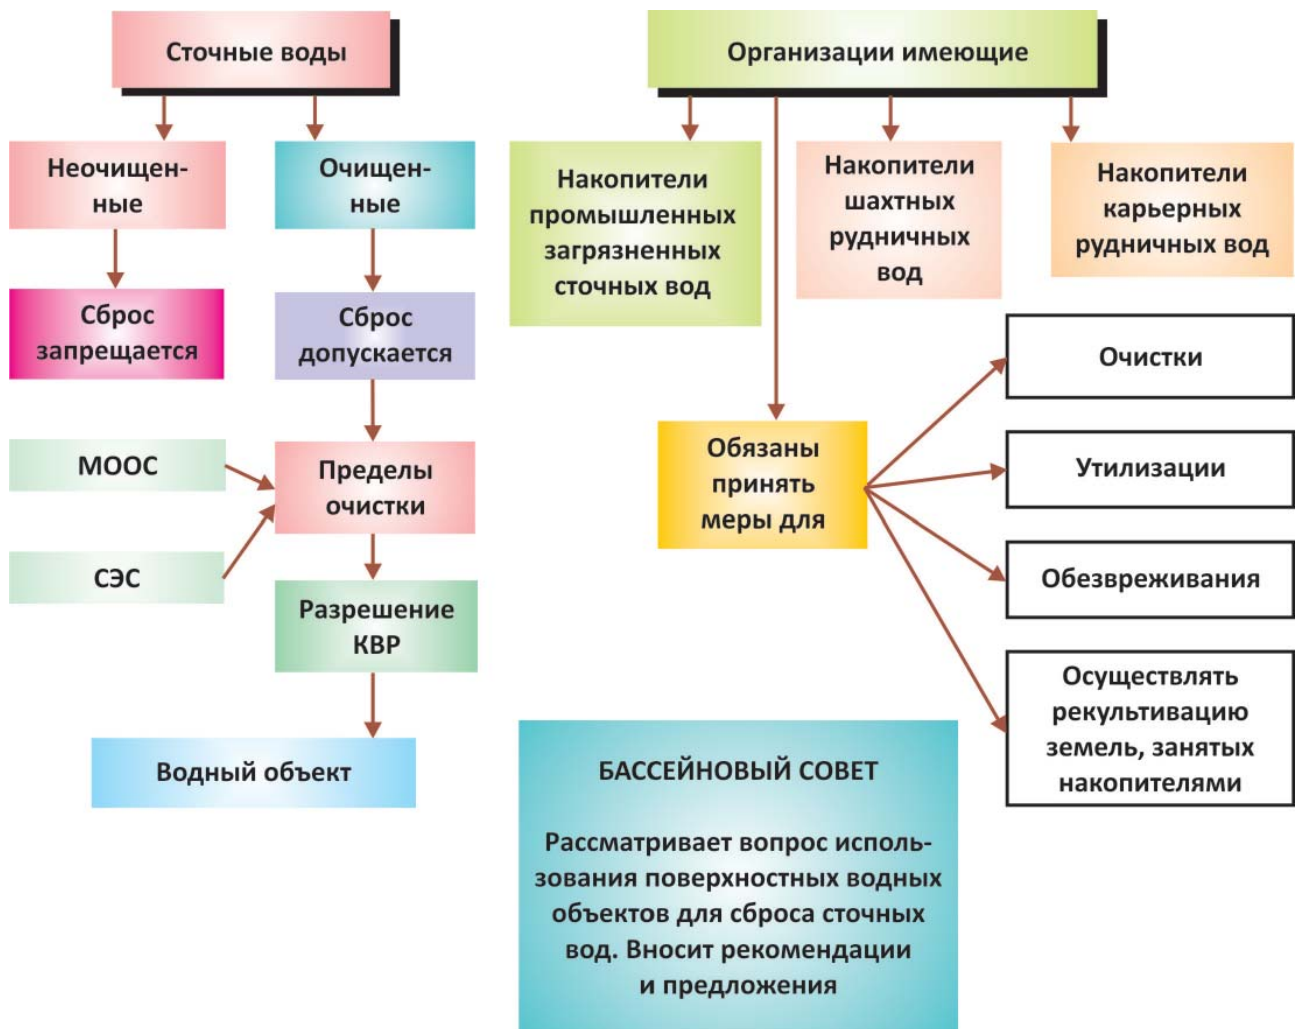 Сточные воды
Неочищен-
ные
Очищен-
ные
Сброс
запрещается
Сброс
допускается
МООС
СЭС
Пределы
очистки
Разрешение
КВР
Водный объект
Организации имеющие
Накопители
промышленных
загрязненных
сточных вод
Накопители
шахтных
рудничных
вод
Накопители
карьерных
рудничных вод
Обязаны
принять
меры для
Очистки
Утилизации
Обезвреживания
Осуществлять
рекультивацию
земель, занятых
накопителями
БАССЕЙНОВЫЙ СОВЕТ
Рассматривает вопрос исполь-
зования поверхностных водных
объектов для сброса сточных
вод. Вносит рекомендации
и предложения